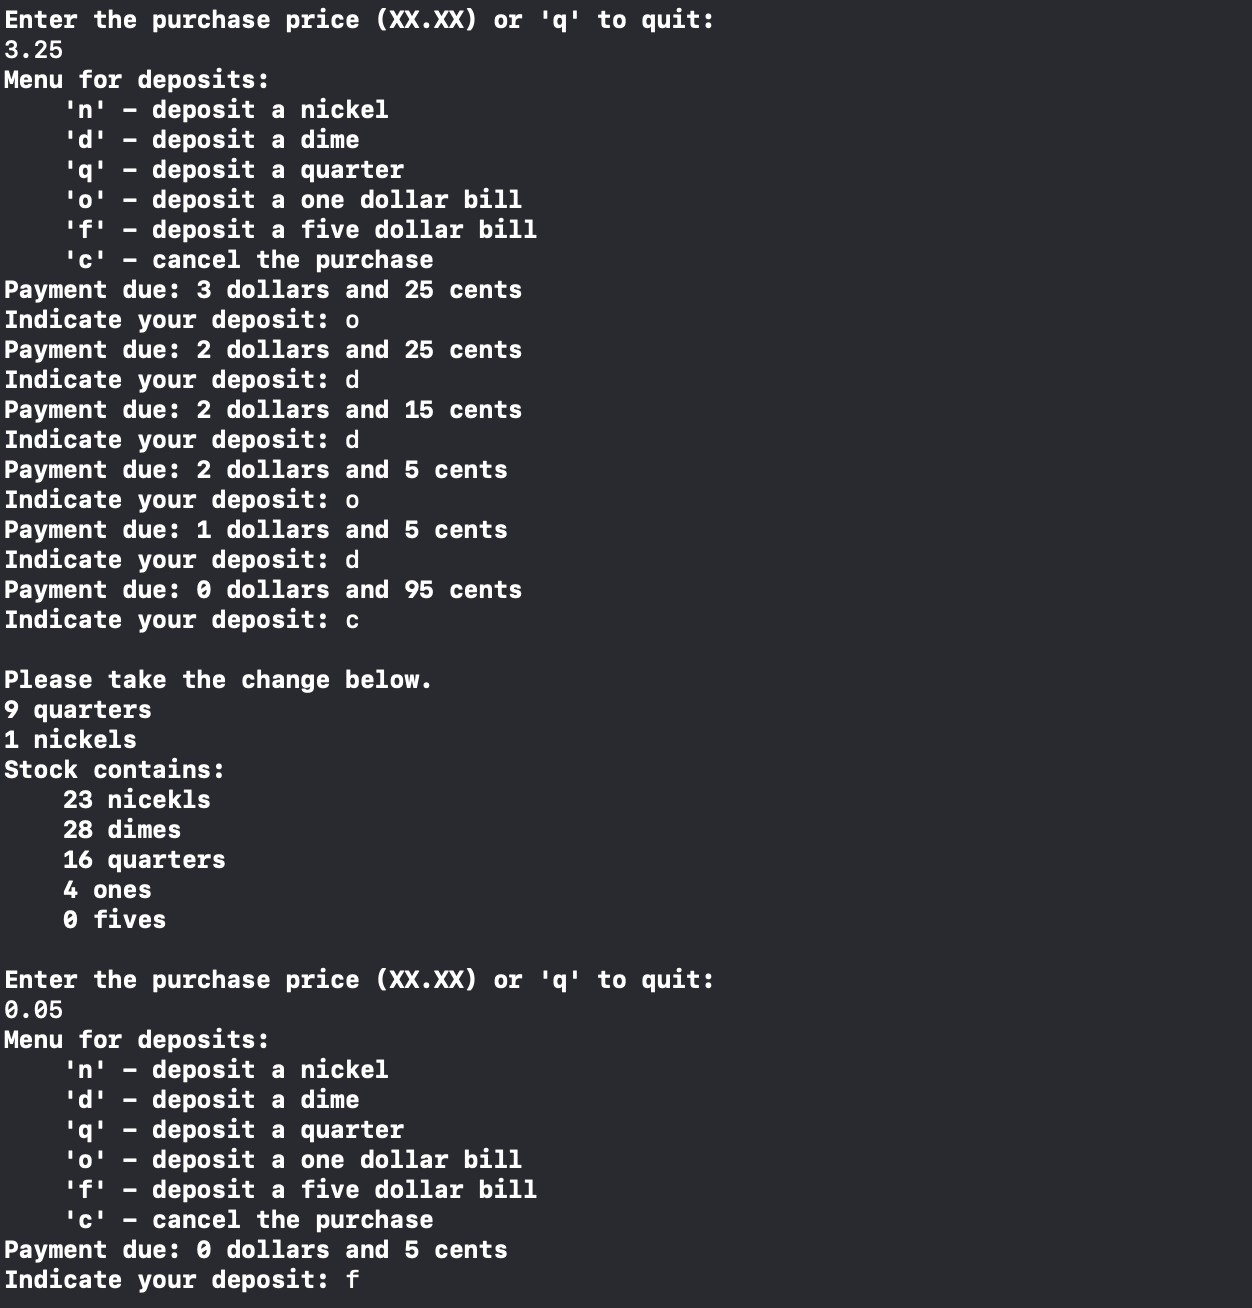 Enter the purchase price (XX.XX) or 'q' to quit:
3.25
Menu for deposits:
    'n' – deposit a nickel
    'd' – deposit a dime
    'q' – deposit a quarter
    'o' – deposit a one dollar bill
    'f' – deposit a five dollar bill
    'c' – cancel the purchase
Payment due: 3 dollars and 25 cents
Indicate your deposit: o
Payment due: 2 dollars and 25 cents
Indicate your deposit: d
Payment due: 2 dollars and 15 cents
Indicate your deposit: d
Payment due: 2 dollars and 5 cents
Indicate your deposit: o
Payment due: 1 dollars and 5 cents
Indicate your deposit: d
Payment due: 0 dollars and 95 cents
Indicate your deposit: c

Please take the change below.
9 quarters
1 nickels
Stock contains:
    23 nicekls
    28 dimes
    16 quarters
    4 ones
    0 fives

Enter the purchase price (XX.XX) or 'q' to quit:
0.05
Menu for deposits:
    'n' – deposit a nickel
    'd' – deposit a dime
    'q' – deposit a quarter
    'o' – deposit a one dollar bill
    'f' – deposit a five dollar bill
    'c' – cancel the purchase
Payment due: 0 dollars and 5 cents
Indicate your deposit: f